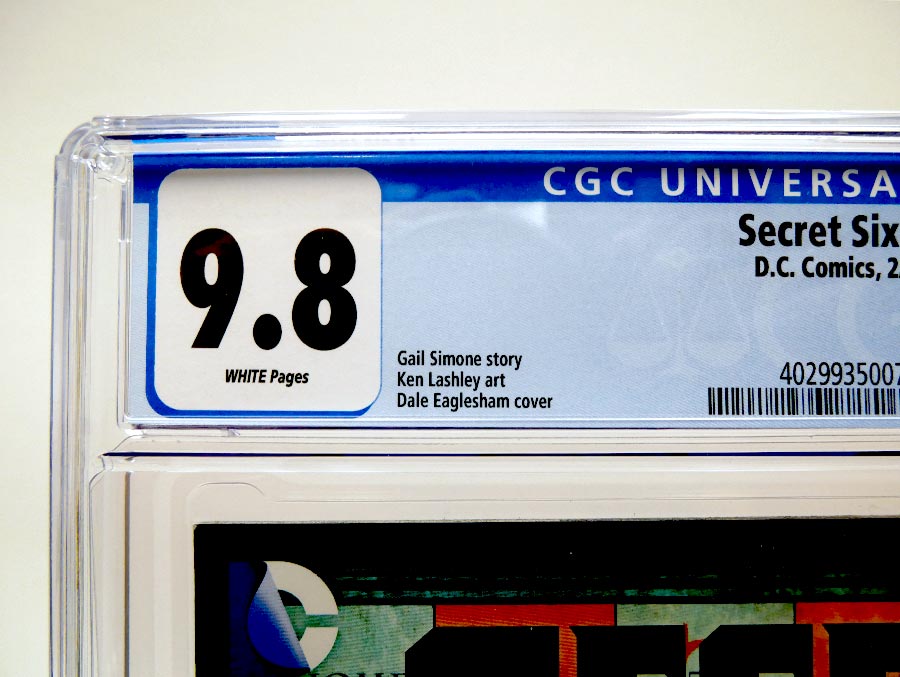 CGC UNIVERSA
Secret Six
D.C. Comics, 2
9.8
WHITE Pages
Gail Simone story
Ken Lashley art
Dale Eaglesham cover
4029935007